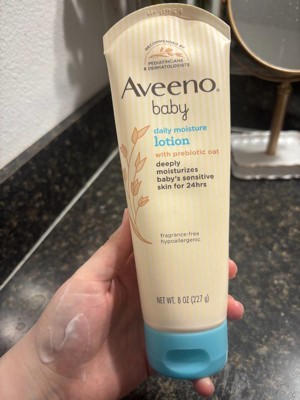 RECOMMENDED BY
PEDIATRICIANS
& DERMATOLOGISTS
Aveeno®
baby
daily moisture
lotion
with prebiotic oat
deeply
moisturizes
baby's sensitive
skin for 24hrs
fragrance-free
hypoallergenic
NET WT. 8 OZ (227g)